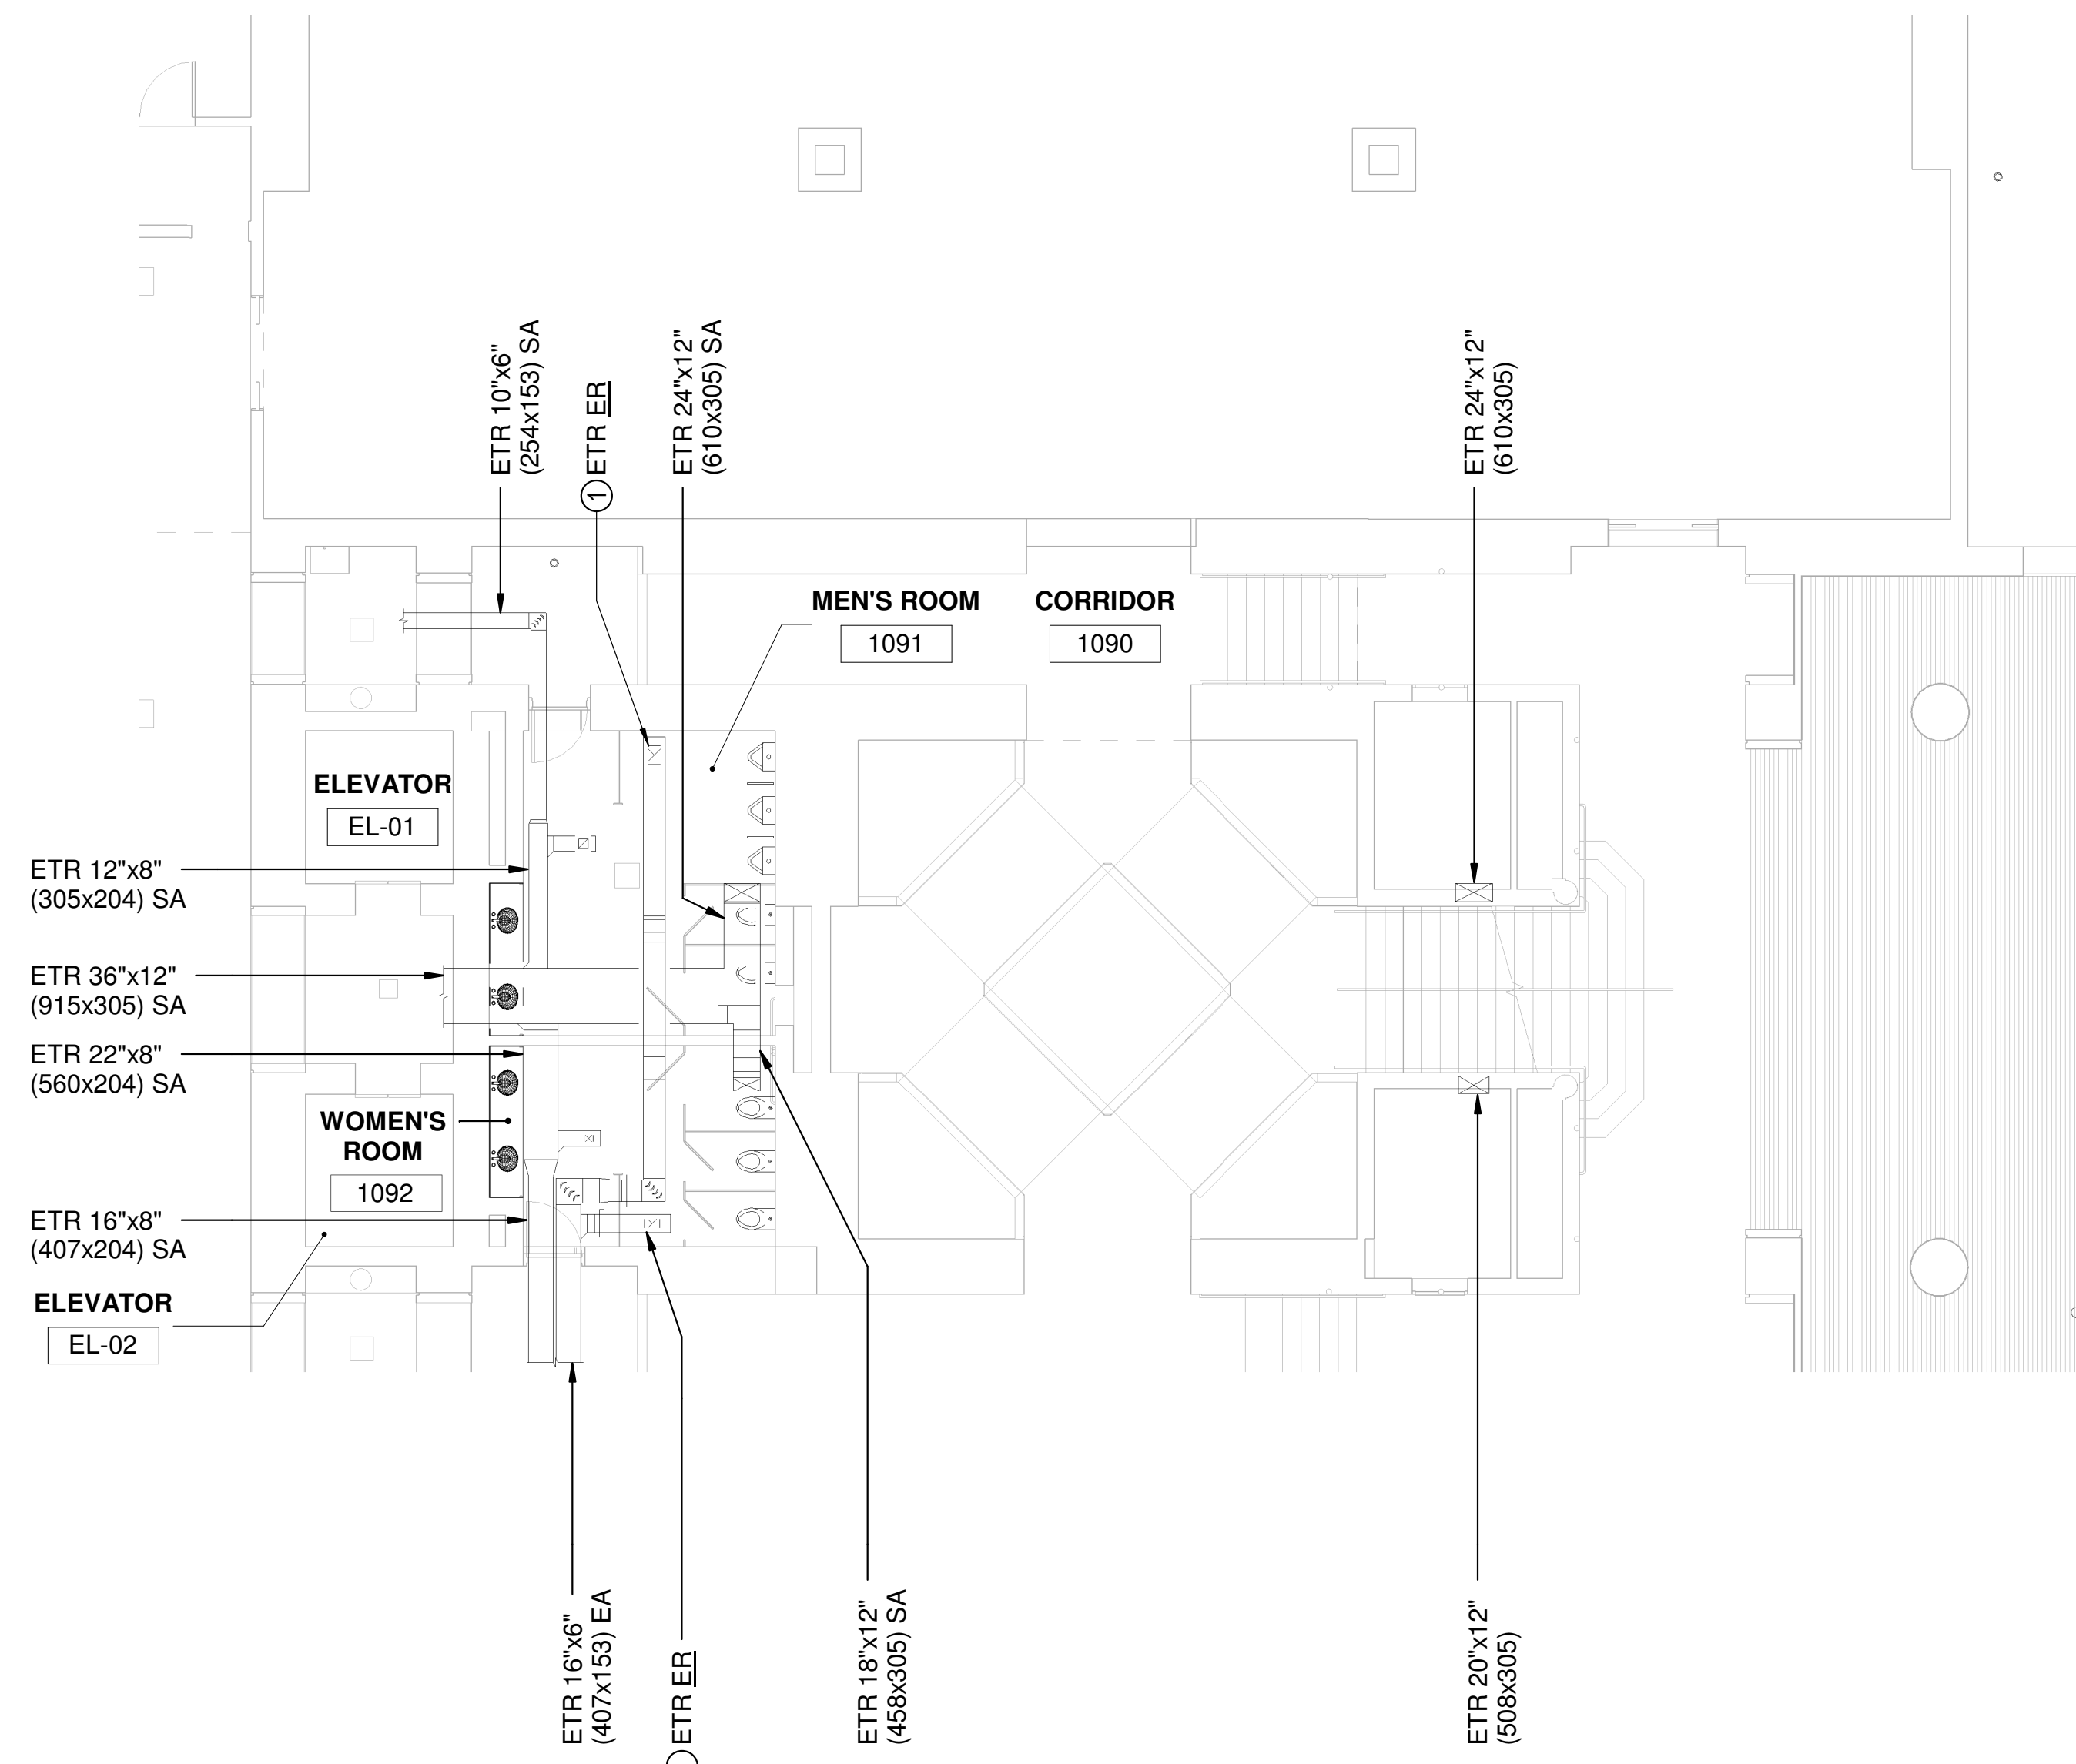 ETR 10"x6"
(254x153) SA
1 ETR ER
ETR 24"x12"
(610x305) SA
ETR 24"x12"
(610x305)
MEN'S ROOM
1091
CORRIDOR
1090
ELEVATOR
EL-01
ETR 12"x8"
(305x204) SA
ETR 36"x12"
(915x305) SA
ETR 22"x8"
(560x204) SA
WOMEN'S
ROOM
1092
ETR 16"x8"
(407x204) SA
ELEVATOR
EL-02
ETR 16"x6"
(407x153) EA
ETR ER
ETR 18"x12"
(458x305) SA
ETR 20"x12"
(508x305)